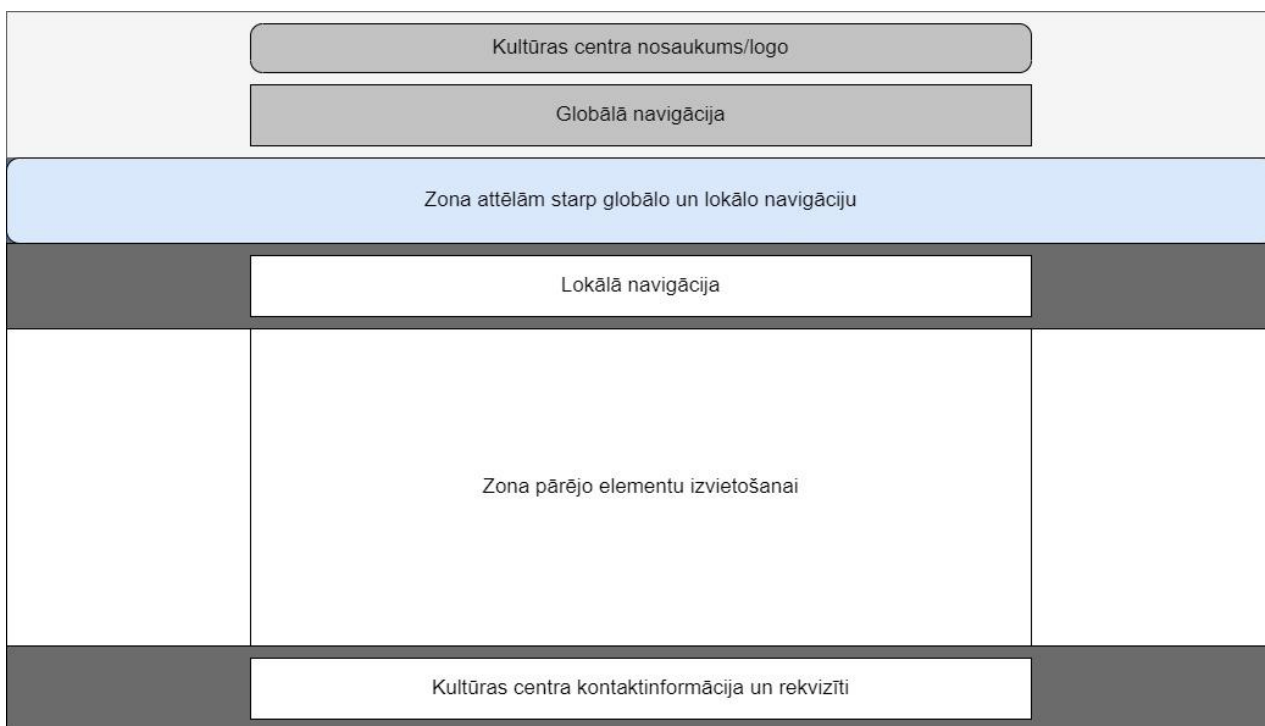 Kultūras centra nosaukums/logo
Globālā navigācija
Zona attēlām starp globālo un lokālo navigāciju
Lokālā navigācija
Zona pārējo elementu izvietošanai
Kultūras centra kontaktinformācija un rekvizīti